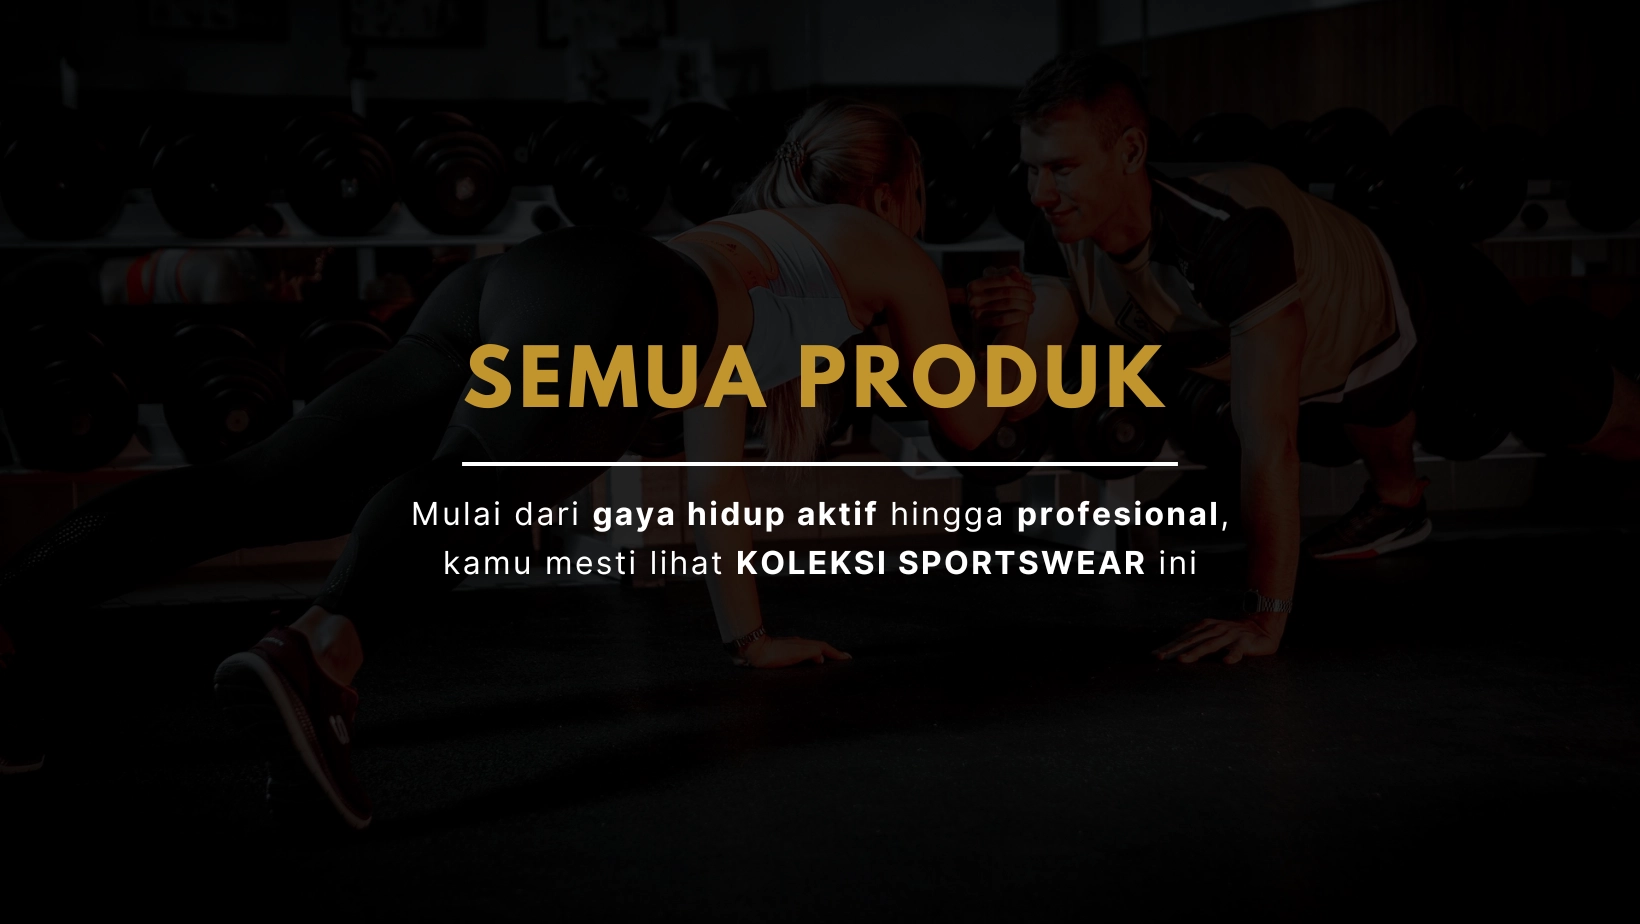 SEMUA PRODUK
Mulai dari gaya hidup aktif hingga profesional,
kamu mesti lihat KOLEKSI SPORTSWEAR ini